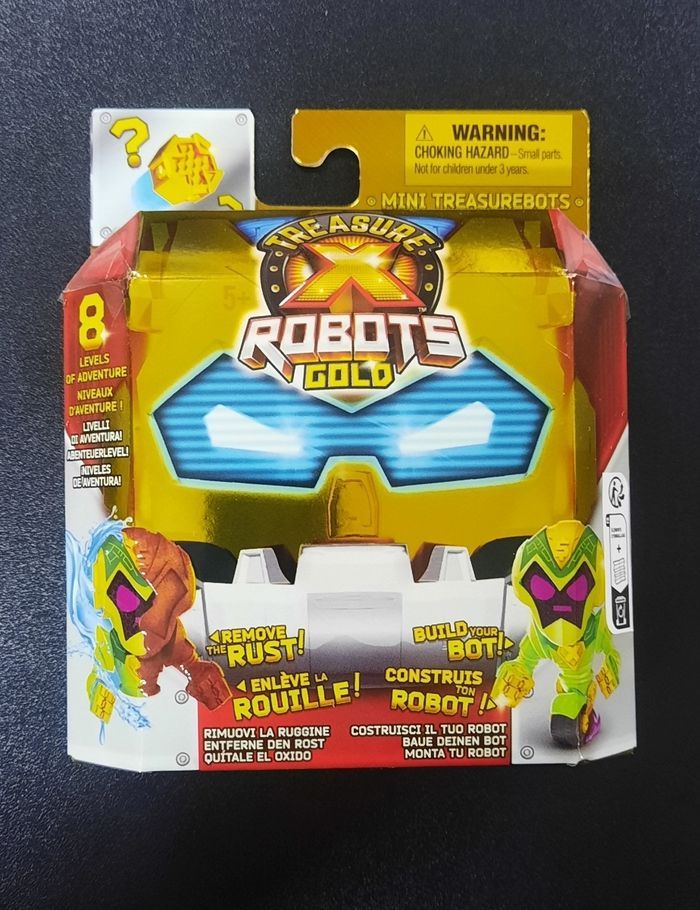 ?
WARNING:
CHOKING HAZARD – Small parts.
Not for children under 3 years.
MINI TREASUREBOTS
TREASURE
X
ROBOTS
GOLD
5+
8
LEVELS
OF ADVENTURE
NIVEAUX
D'AVENTURE !
LIVELLI
DI AVVENTURA!
ABENTEUERLEVEL!
¡NIVELES
DE AVENTURA!
REMOVE
THE RUST!
ENLÈVE LA
ROUILLE!
BUILD YOUR
BOT!
CONSTRUIS
TON
ROBOT !
RIMUOVI LA RUGGINE
ENTFERNE DEN ROST
QUÍTALE EL OXIDO
COSTRUISCI IL TUO ROBOT
BAUE DEINEN BOT
MONTA TU ROBOT